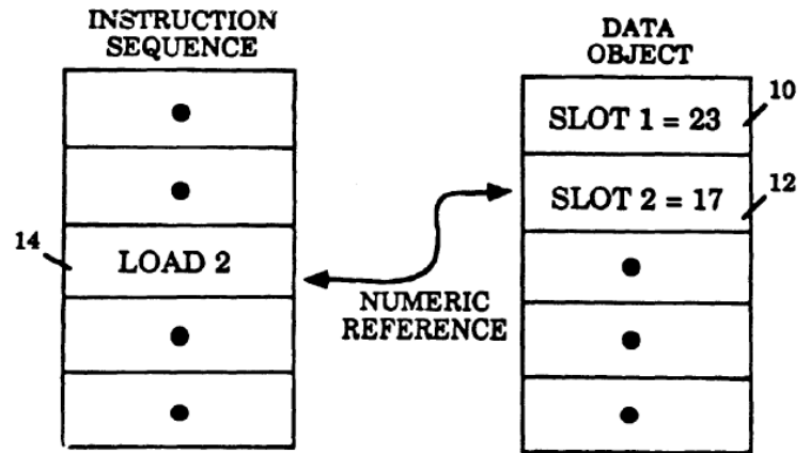 INSTRUCTION
SEQUENCE
14
LOAD 2
NUMERIC
REFERENCE
DATA
OBJECT
SLOT 1 = 23
10
SLOT 2 = 17
12